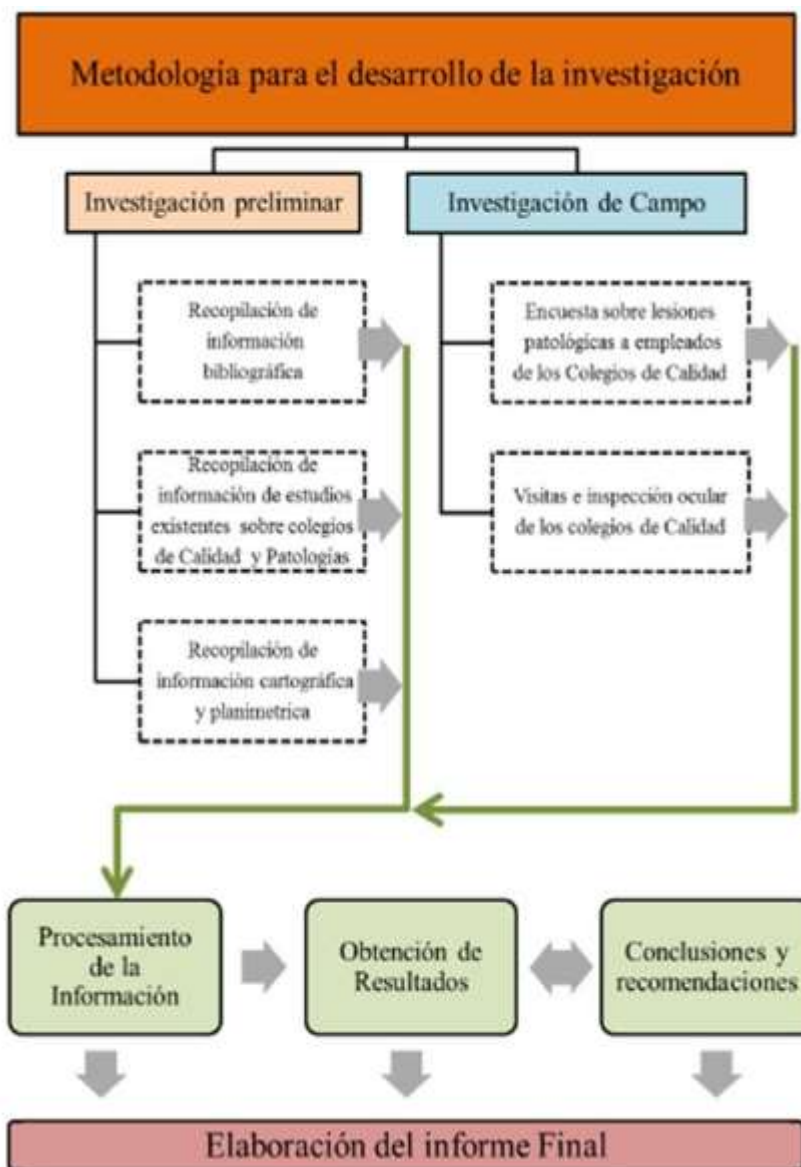 Metodología para el desarrollo de la investigación
Investigación preliminar
Recopilación de
información
bibliográfica
Recopilación de
información de estudios
existentes sobre colegios
de Calidad y Patologías
Recopilación de
información cartográfica
y planimetrica
Investigación de Campo
Encuesta sobre lesiones
patológicas a empleados
de los Colegios de Calidad
Visitas e inspección ocular
de los colegios de Calidad
Procesamiento
de la
Información
Obtención de
Resultados
Conclusiones y
recomendaciones
Elaboración del informe Final